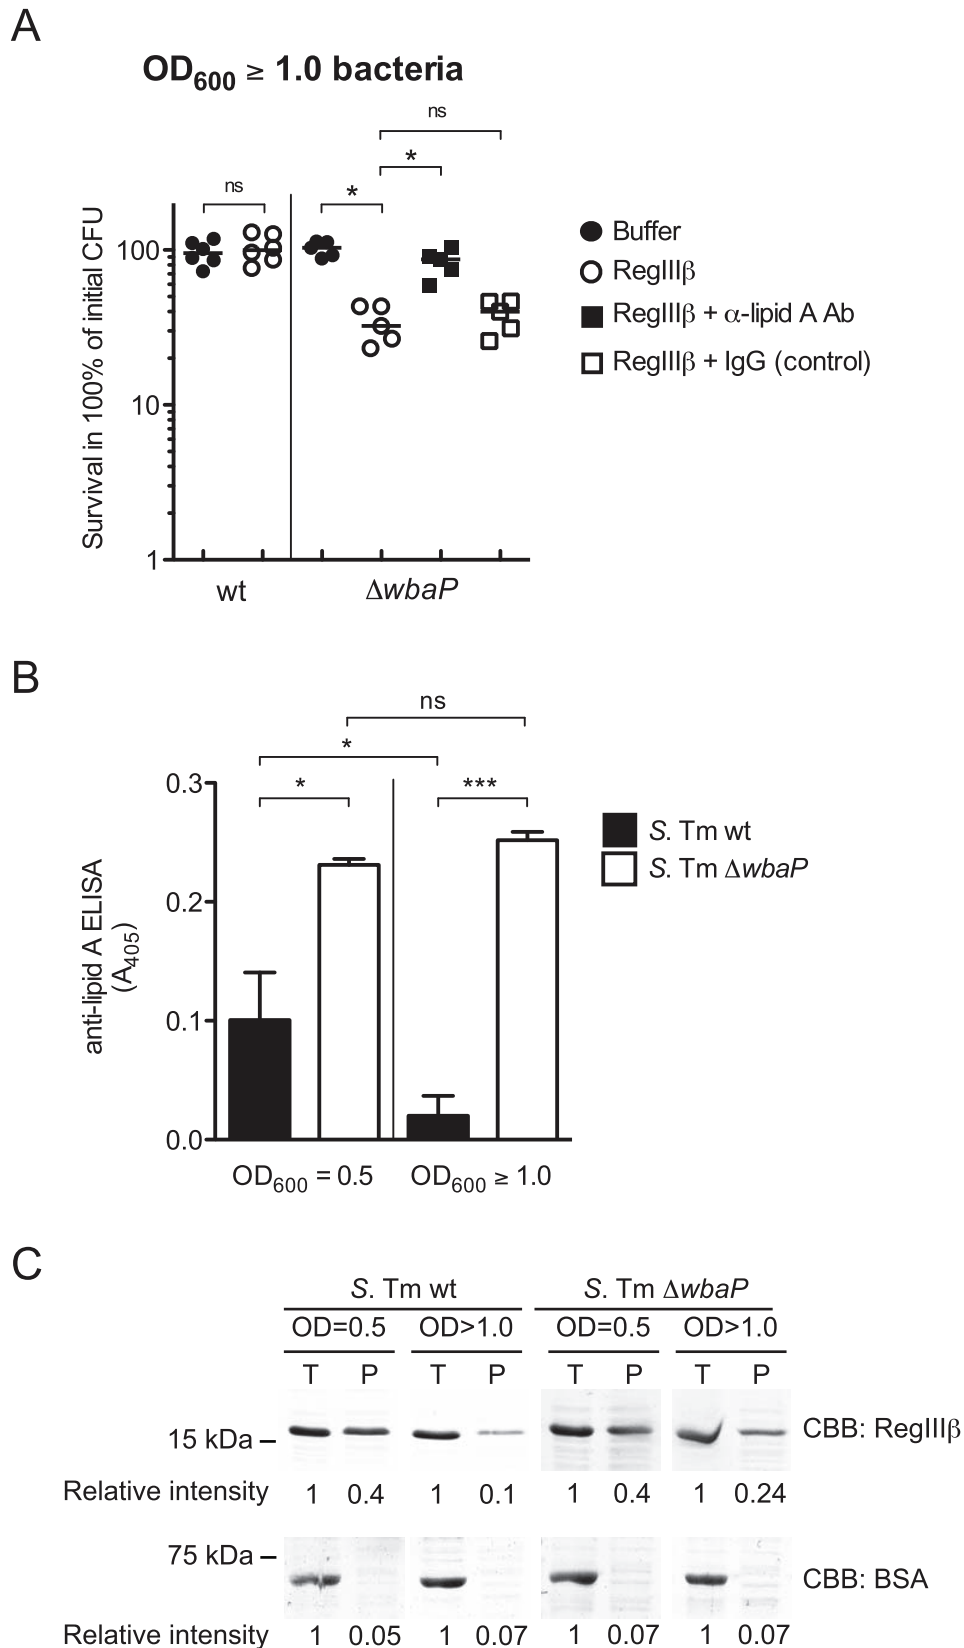 A
OD600 ≥ 1.0 bacteria
ns
*
ns
*
Survival in 100% of initial CFU
100
10
1
wt
ΔwbaP
Buffer
RegIIIβ
RegIIIβ + α-lipid A Ab
RegIIIβ + IgG (control)
B
ns
*
*
***
anti-lipid A ELISA
(A405)
0.3
0.2
0.1
0.0
OD600 = 0.5
OD600 ≥ 1.0
S. Tm wt
S. Tm ΔwbaP
C
S. Tm wt
S. Tm ΔwbaP
OD=0.5
OD>1.0
OD=0.5
OD>1.0
T P T P T P T P
15 kDa
CBB: RegIIIβ
Relative intensity 1 0.4 1 0.1 1 0.4 1 0.24
75 kDa
CBB: BSA
Relative intensity 1 0.05 1 0.07 1 0.07 1 0.07